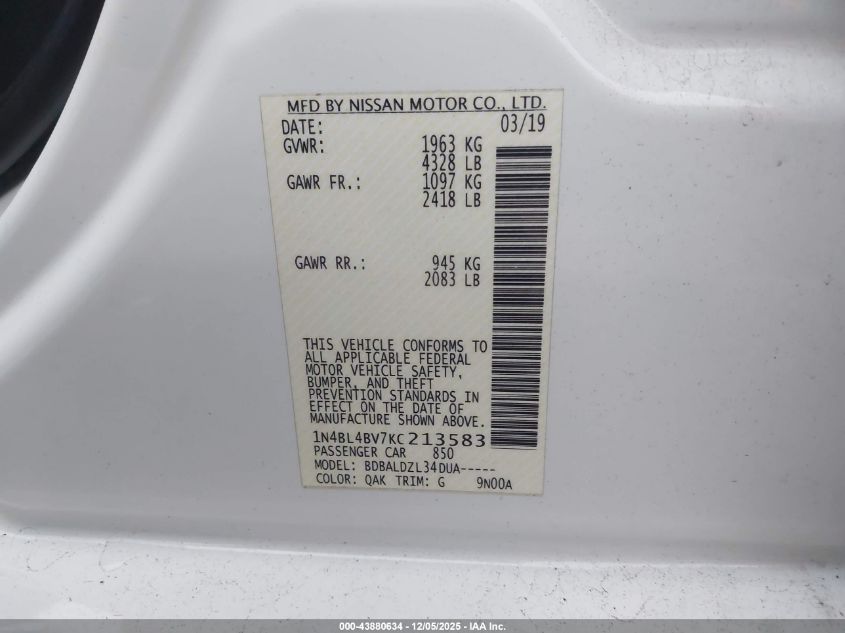 MFD BY NISSAN MOTOR CO., LTD.
DATE: 03/19
GVWR: 1963 KG
4328 LB
GAWR FR.: 1097 KG
2418 LB
GAWR RR.: 945 KG
2083 LB
THIS VEHICLE CONFORMS TO
ALL APPLICABLE FEDERAL
MOTOR VEHICLE SAFETY,
BUMPER, AND THEFT
PREVENTION STANDARDS IN
EFFECT ON THE DATE OF
MANUFACTURE SHOWN ABOVE.
1N4BL4BV7KC213583
PASSENGER CAR 850
MODEL: BDBALDZL34DUA-----
COLOR: QAK TRIM: G 9N00A
000-43880634 - 12/05/2025 - IAA Inc.